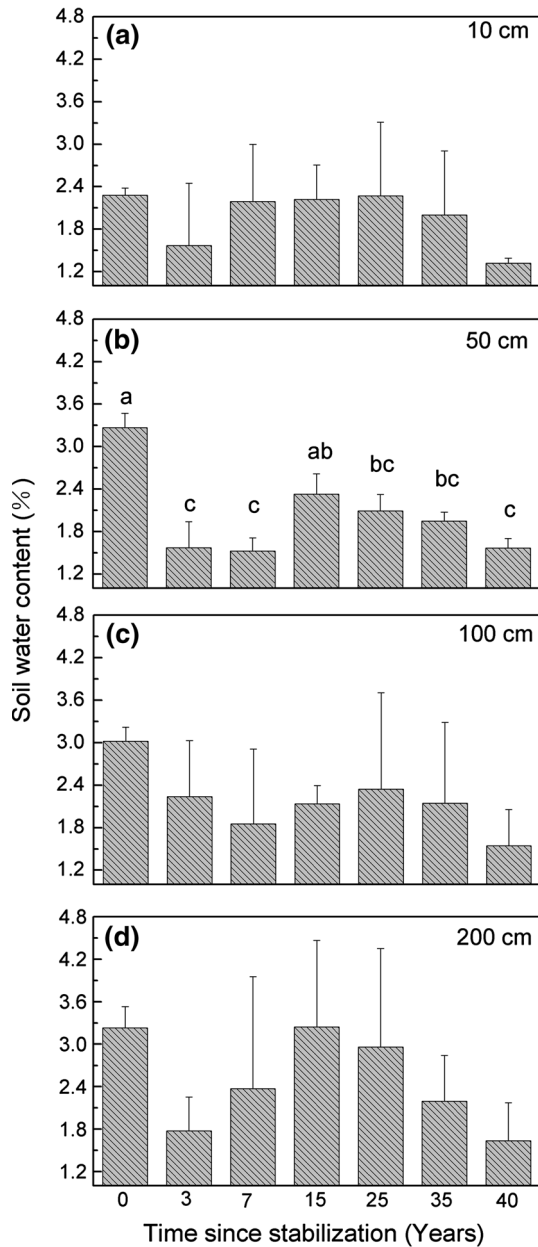 (a)
10 cm
4.8
4.2
3.6
3.0
2.4
1.8
1.2
(b)
50 cm
4.8
4.2
3.6
3.0
2.4
1.8
1.2
a
c
c
ab
bc
bc
c
(c)
100 cm
4.8
4.2
3.6
3.0
2.4
1.8
1.2
(d)
200 cm
4.8
4.2
3.6
3.0
2.4
1.8
1.2
0 3 7 15 25 35 40
Time since stabilization (Years)
Soil water content (%)